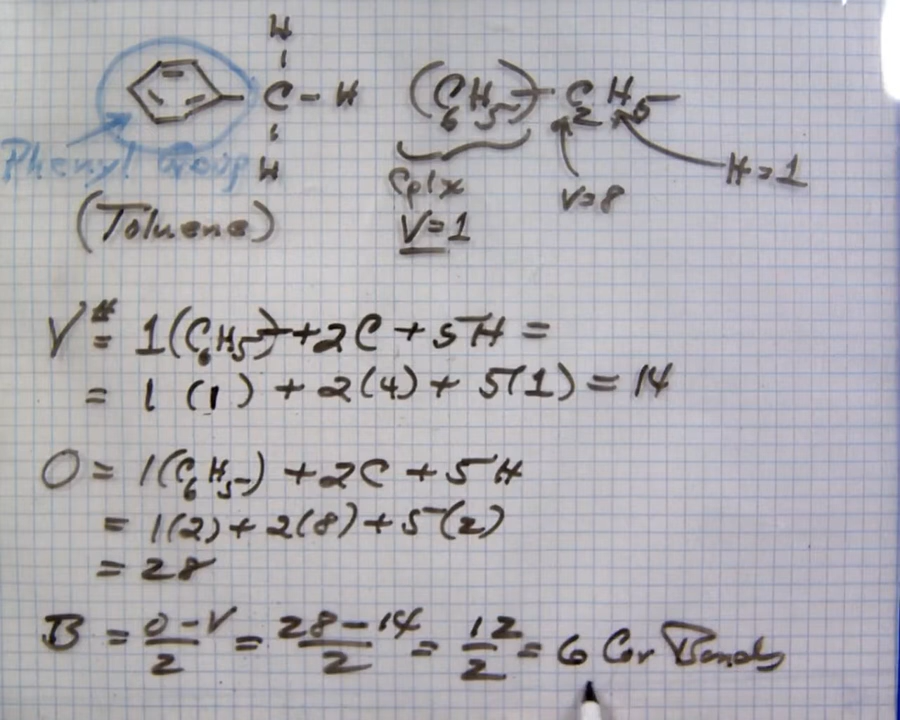 H
C - H
H
Phenyl Group
(Toluene)
(C6H5)- C2H5
Cplx
V=1
V=8
H=1
V# = 1(C6H5) + 2C + 5H =
= 1 (1) + 2(4) + 5(1) = 14
O = 1(C6H5) + 2C + 5H
= 1(2) + 2(8) + 5(2)
= 28
B = O-V/2 = 28-14/2 = 12/2 = 6 Cov Bonds